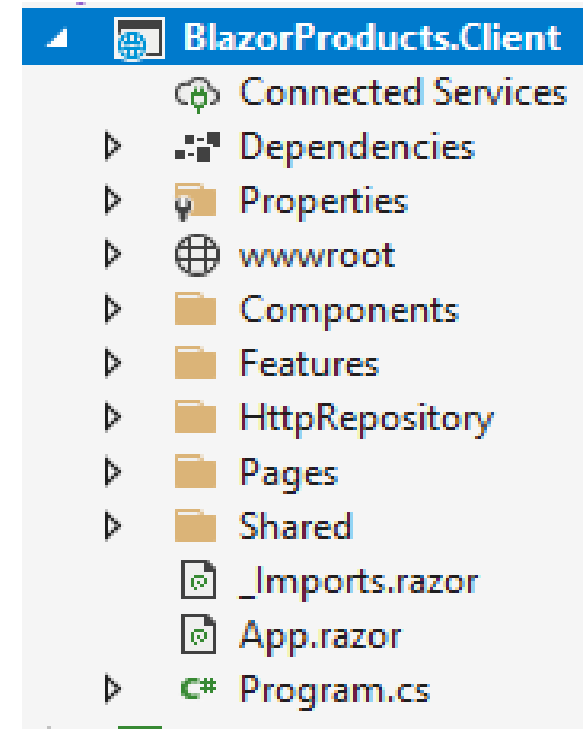 BlazorProducts.Client
Connected Services
Dependencies
Properties
wwwroot
Components
Features
HttpRepository
Pages
Shared
_Imports.razor
App.razor
C# Program.cs